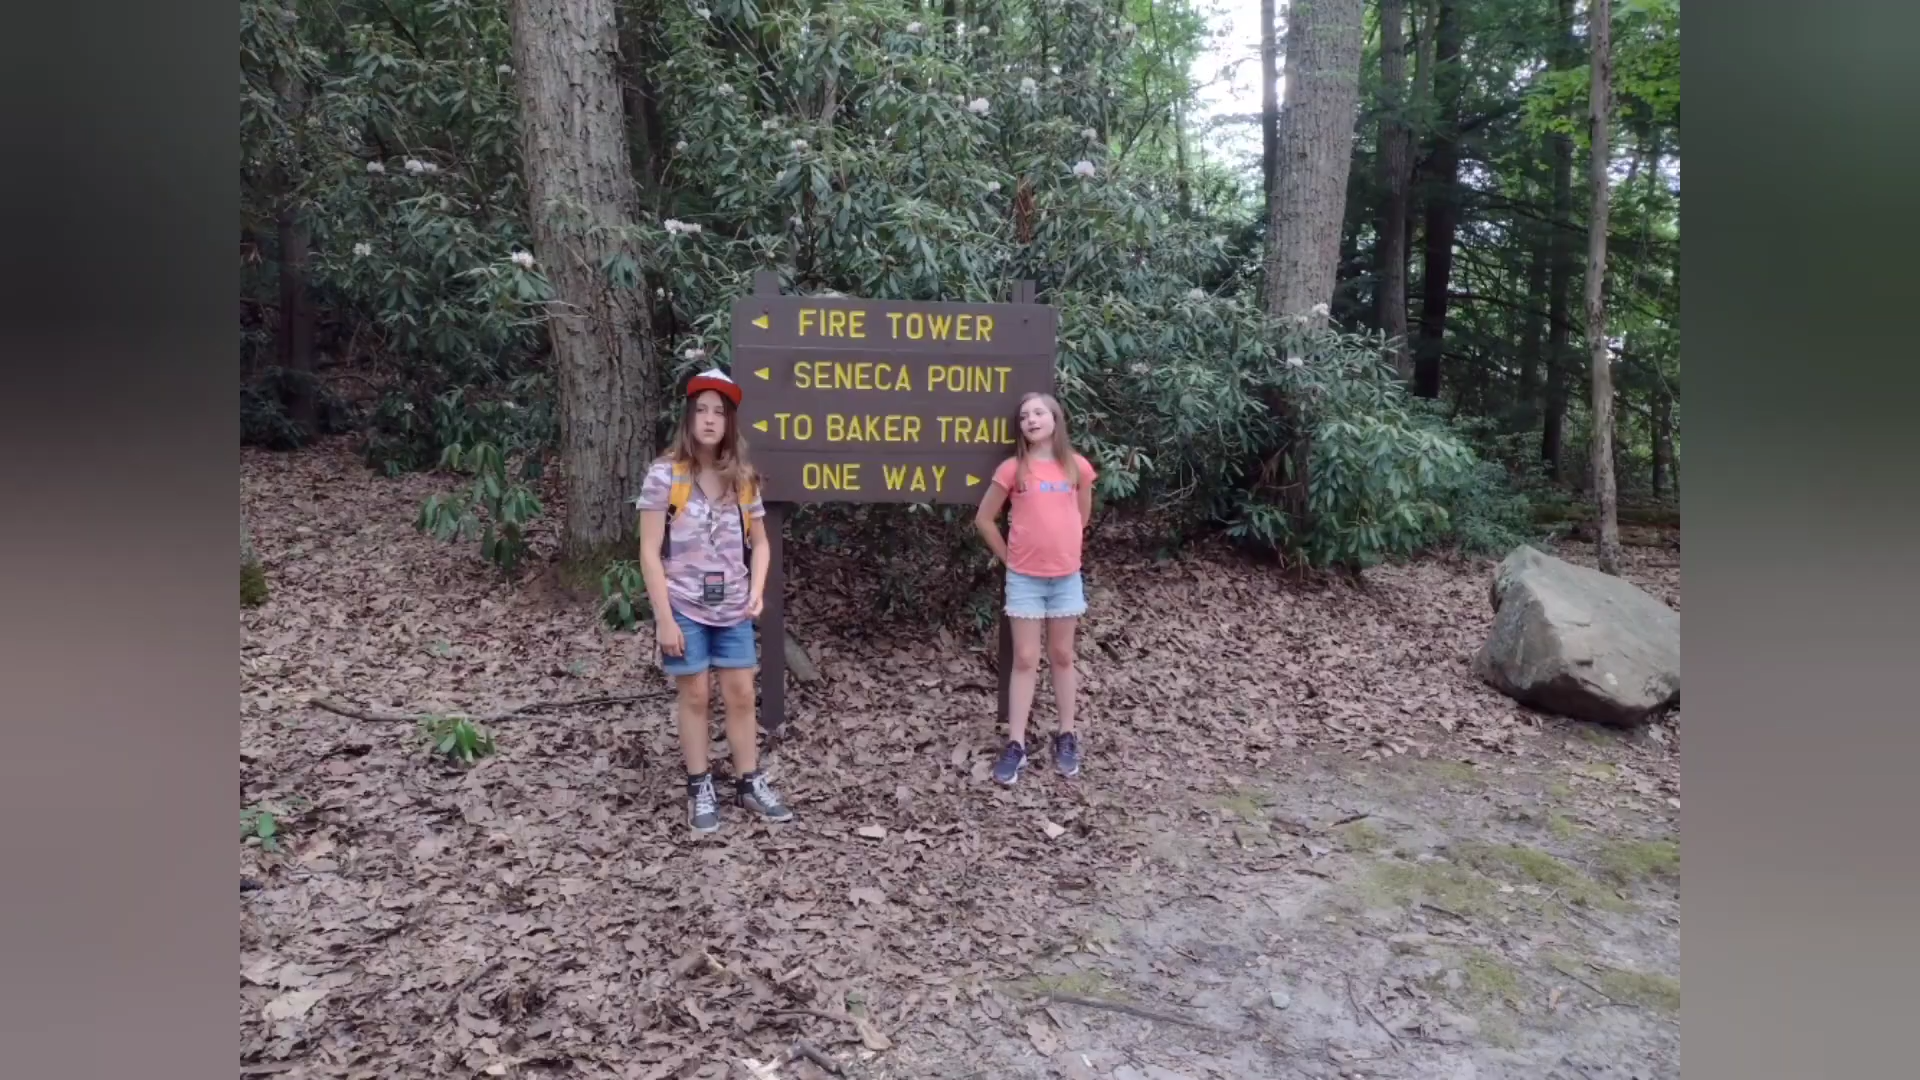 ◄ FIRE TOWER
◄ SENECA POINT
◄ TO BAKER TRAIL
ONE WAY ►